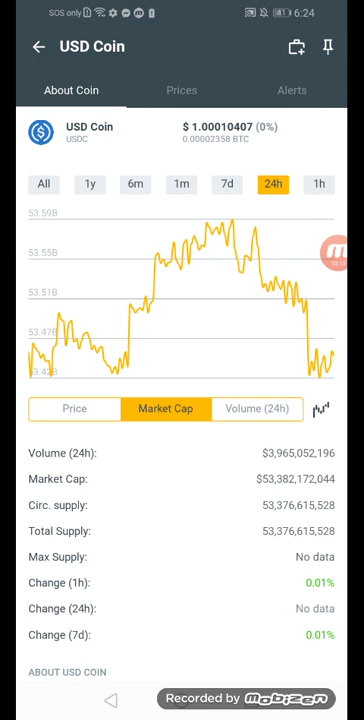 SOS only 41 6:24
USD Coin
About Coin Prices Alerts
USD Coin $ 1.00010407 (0%)
USDC 0.00002358 BTC
All 1y 6m 1m 7d 24h 1h
53.59B
53.55B
53.51B
53.47B
53.42B
Price Market Cap Volume (24h)
Volume (24h): $3,965,052,196
Market Cap: $53,382,172,044
Circ. supply: 53,376,615,528
Total Supply: 53,376,615,528
Max Supply: No data
Change (1h): 0.01%
Change (24h): No data
Change (7d): 0.01%
ABOUT USD COIN
Recorded by mobizen